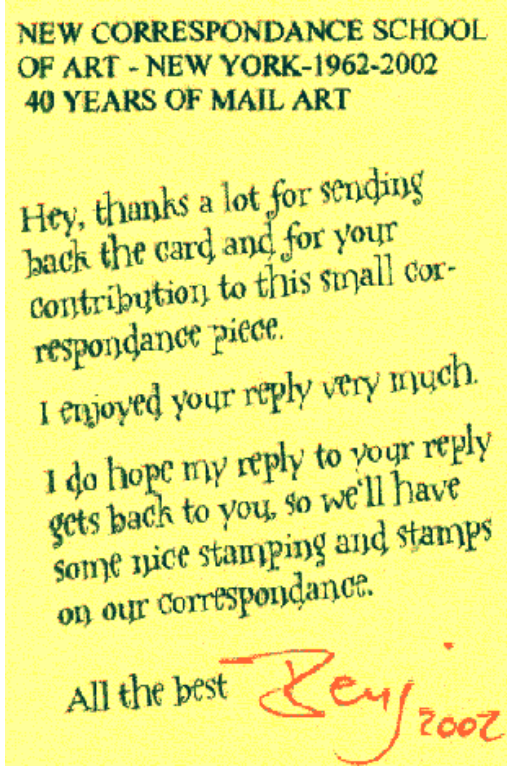 NEW CORRESPONDANCE SCHOOL
OF ART - NEW YORK-1962-2002
40 YEARS OF MAIL ART
Hey, thanks a lot for sending
back the card and for your
contribution to this small cor-
respondance piece.
I enjoyed your reply very much.
I do hope my reply to your reply
gets back to you, so we'll have
some nice stamping and stamps
on our correspondance.
All the best
2002